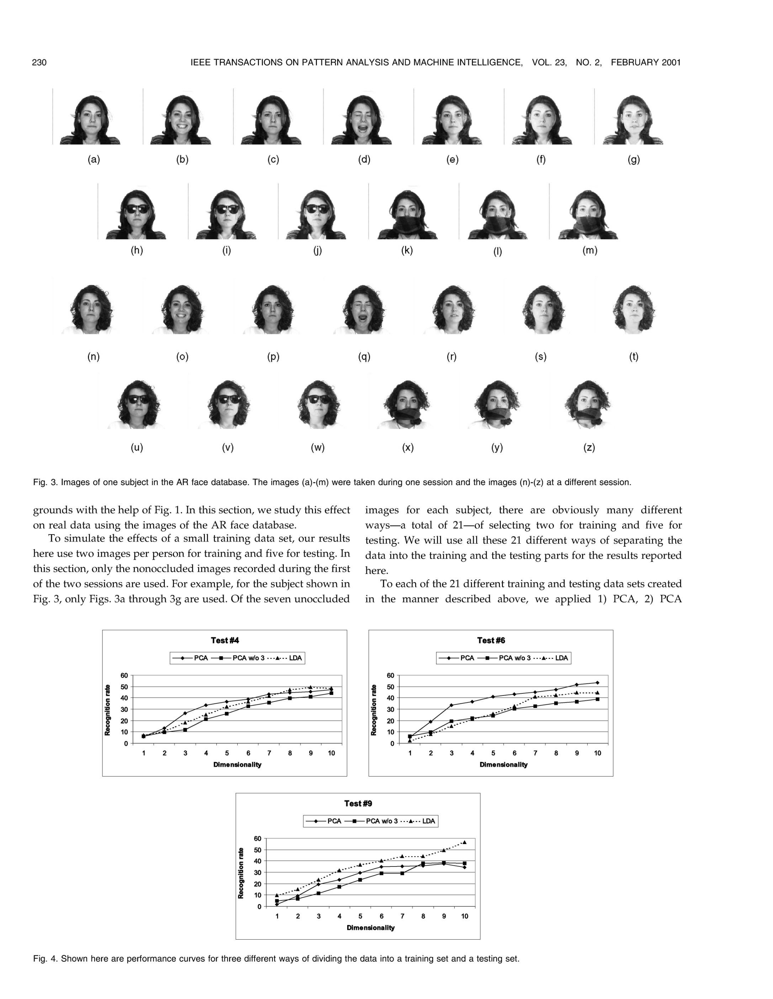 230 IEEE TRANSACTIONS ON PATTERN ANALYSIS AND MACHINE INTELLIGENCE, VOL. 23, NO. 2, FEBRUARY 2001
(a) (b) (c) (d) (e) (f) (g)
(h) (i) (j) (k) (l) (m)
(n) (o) (p) (q) (r) (s) (t)
(u) (v) (w) (x) (y) (z)
Fig. 3. Images of one subject in the AR face database. The images (a)-(m) were taken during one session and the images (n)-(z) at a different session.
grounds with the help of Fig. 1. In this section, we study this effect
on real data using the images of the AR face database.
To simulate the effects of a small training data set, our results
here use two images per person for training and five for testing. In
this section, only the nonoccluded images recorded during the first
of the two sessions are used. For example, for the subject shown in
Fig. 3, only Figs. 3a through 3g are used. Of the seven unoccluded
images for each subject, there are obviously many different
ways—a total of 21—of selecting two for training and five for
testing. We will use all these 21 different ways of separating the
data into the training and the testing parts for the results reported
here.
To each of the 21 different training and testing data sets created
in the manner described above, we applied 1) PCA, 2) PCA
Test #4
PCA PCA w/o 3 LDA
Recognition rate
60
50
40
30
20
10
0
1 2 3 4 5 6 7 8 9 10
Dimensionality
Test #6
PCA PCA w/o 3 LDA
Recognition rate
60
50
40
30
20
10
0
1 2 3 4 5 6 7 8 9 10
Dimensionality
Test #9
PCA PCA w/o 3 LDA
Recognition rate
60
50
40
30
20
10
0
1 2 3 4 5 6 7 8 9 10
Dimensionality
Fig. 4. Shown here are performance curves for three different ways of dividing the data into a training set and a testing set.